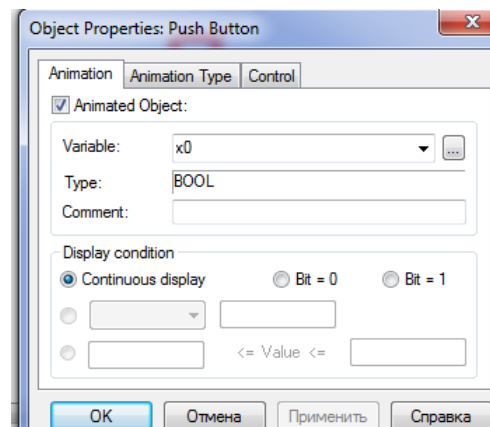 Object Properties: Push Button
Animation Animation Type Control
Animated Object:
Variable: x0 ...
Type: BOOL
Comment:
Display condition
Continuous display Bit = 0 Bit = 1
<= Value <=
OK Отмена Применить Справка